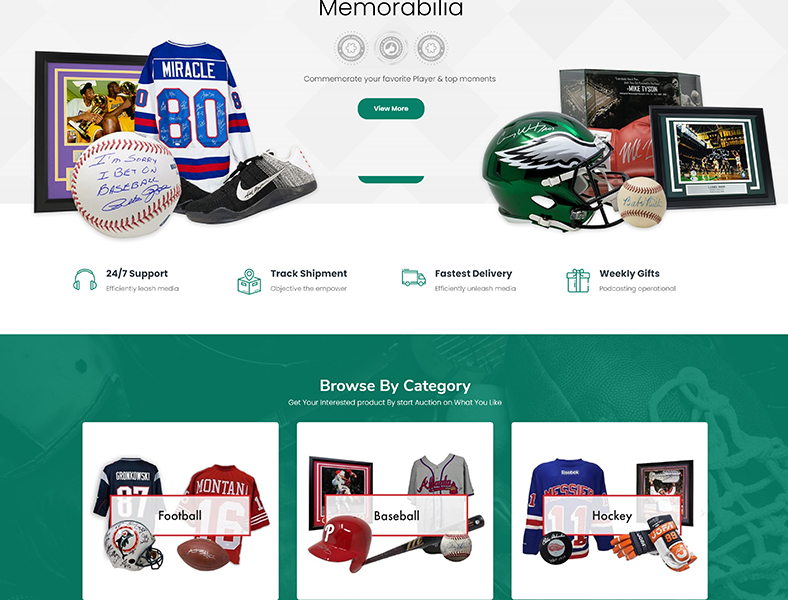 Memorabilia
Commemorate your favorite Player & top moments
View More
MIRACLE
80
8
I'm Sorry
I Bet On
Baseball
-MIKE TYSON
24/7 Support
Efficiently leash media
Track Shipment
Objective the empower
Fastest Delivery
Efficiently unleash media
Weekly Gifts
Podcasting operational
Browse By Category
Get Your Interested product By start Auction on What You Like
GRONKOWSKI
87
MONTANA
16
Football
Braves
P
Baseball
Reebok
MESSIER
11
Hockey